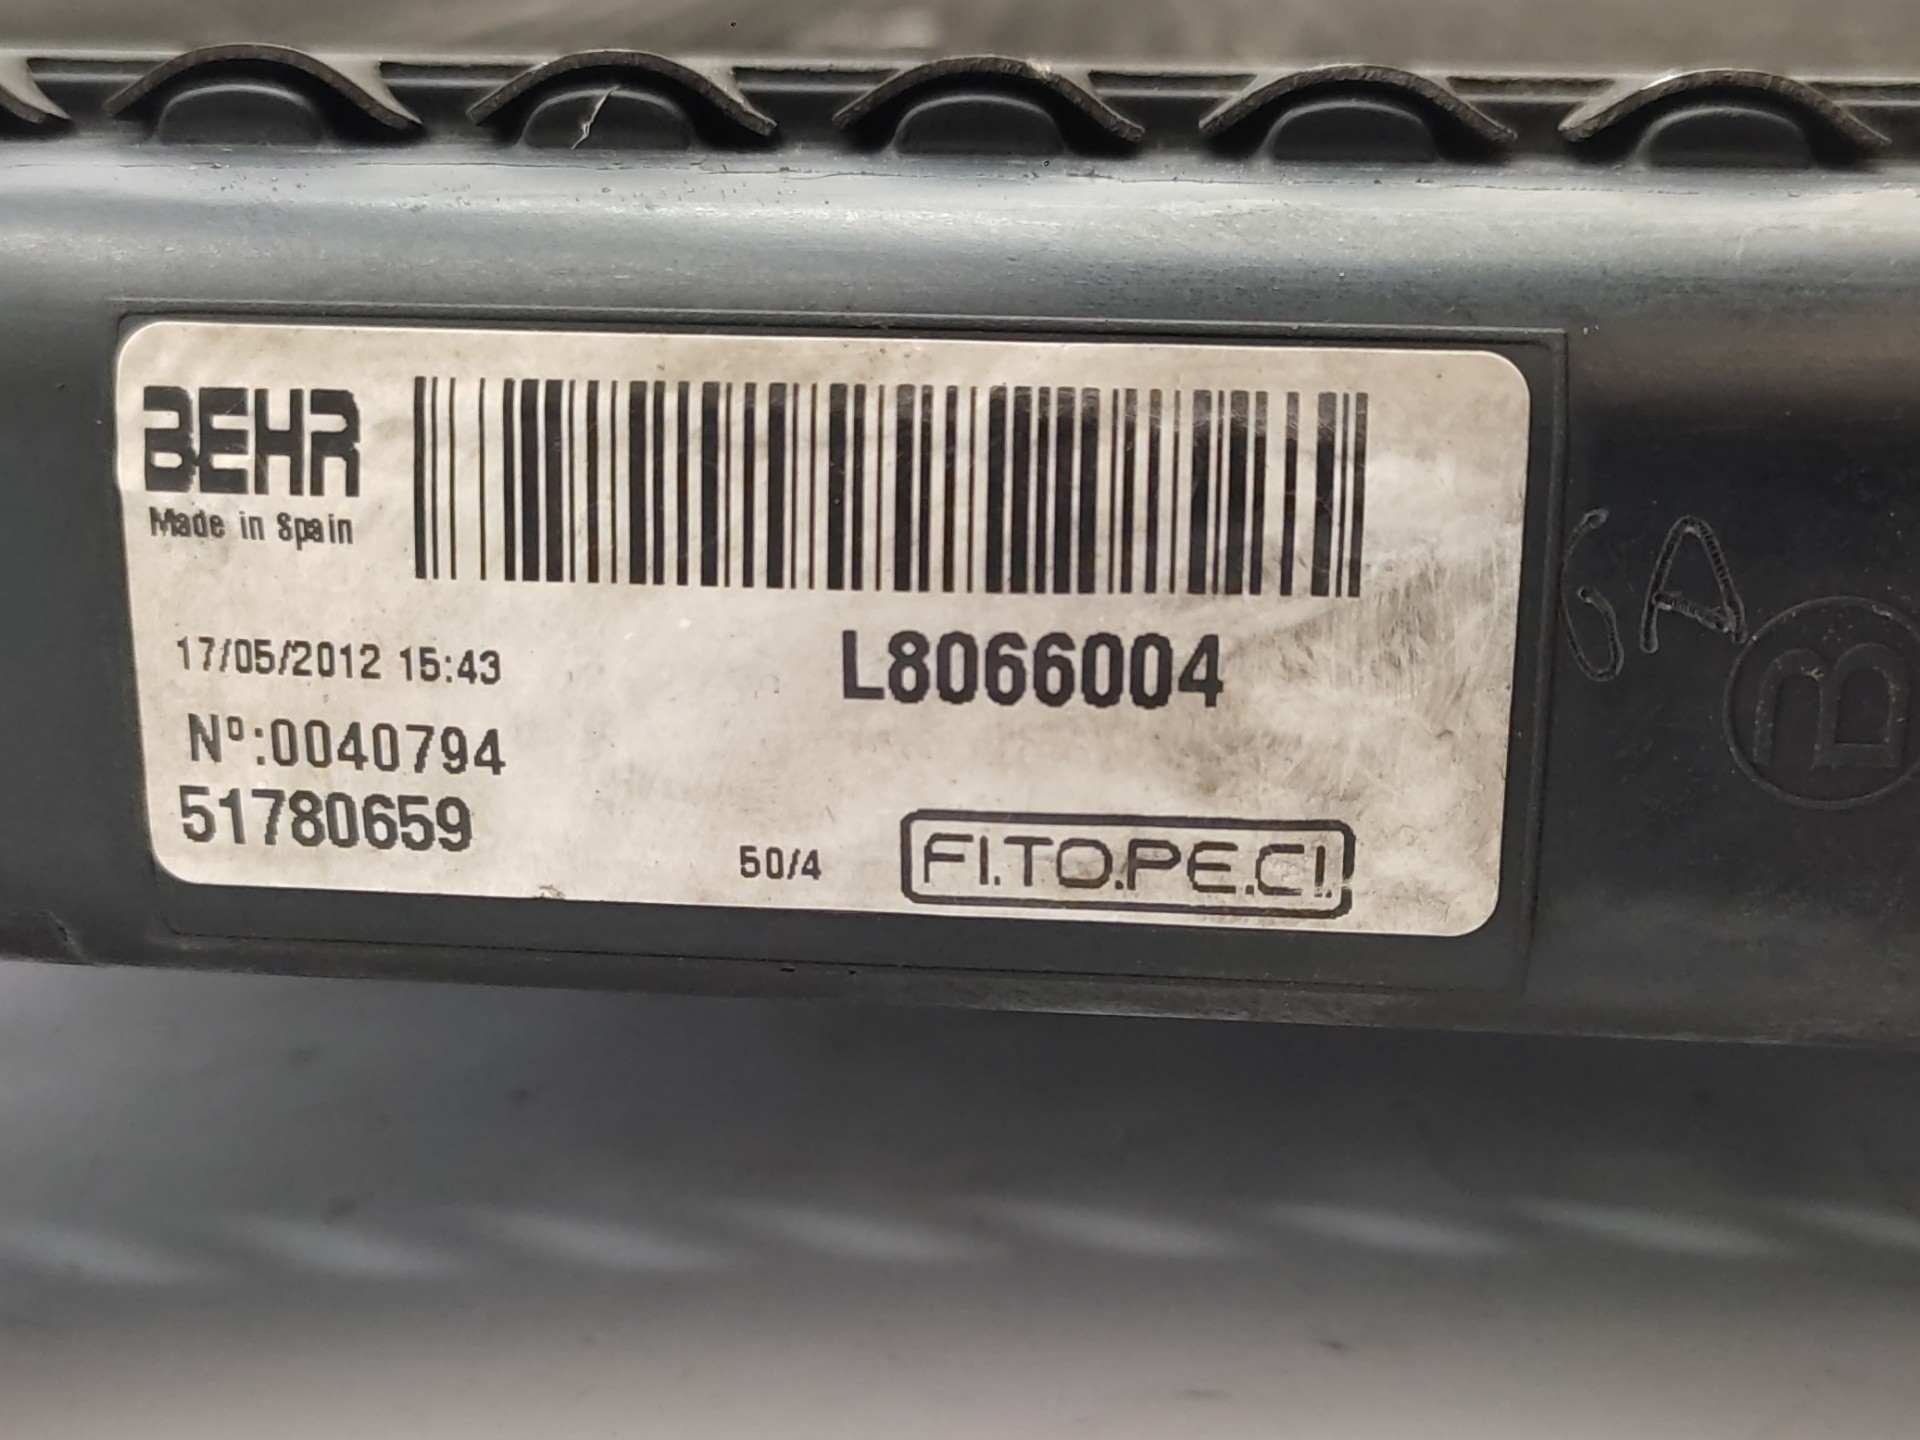 BEHR
Made in Spain
17/05/2012 15:43
L8066004
Nº:0040794
51780659
50/4
FI.TO.PE.CI.
GA
B